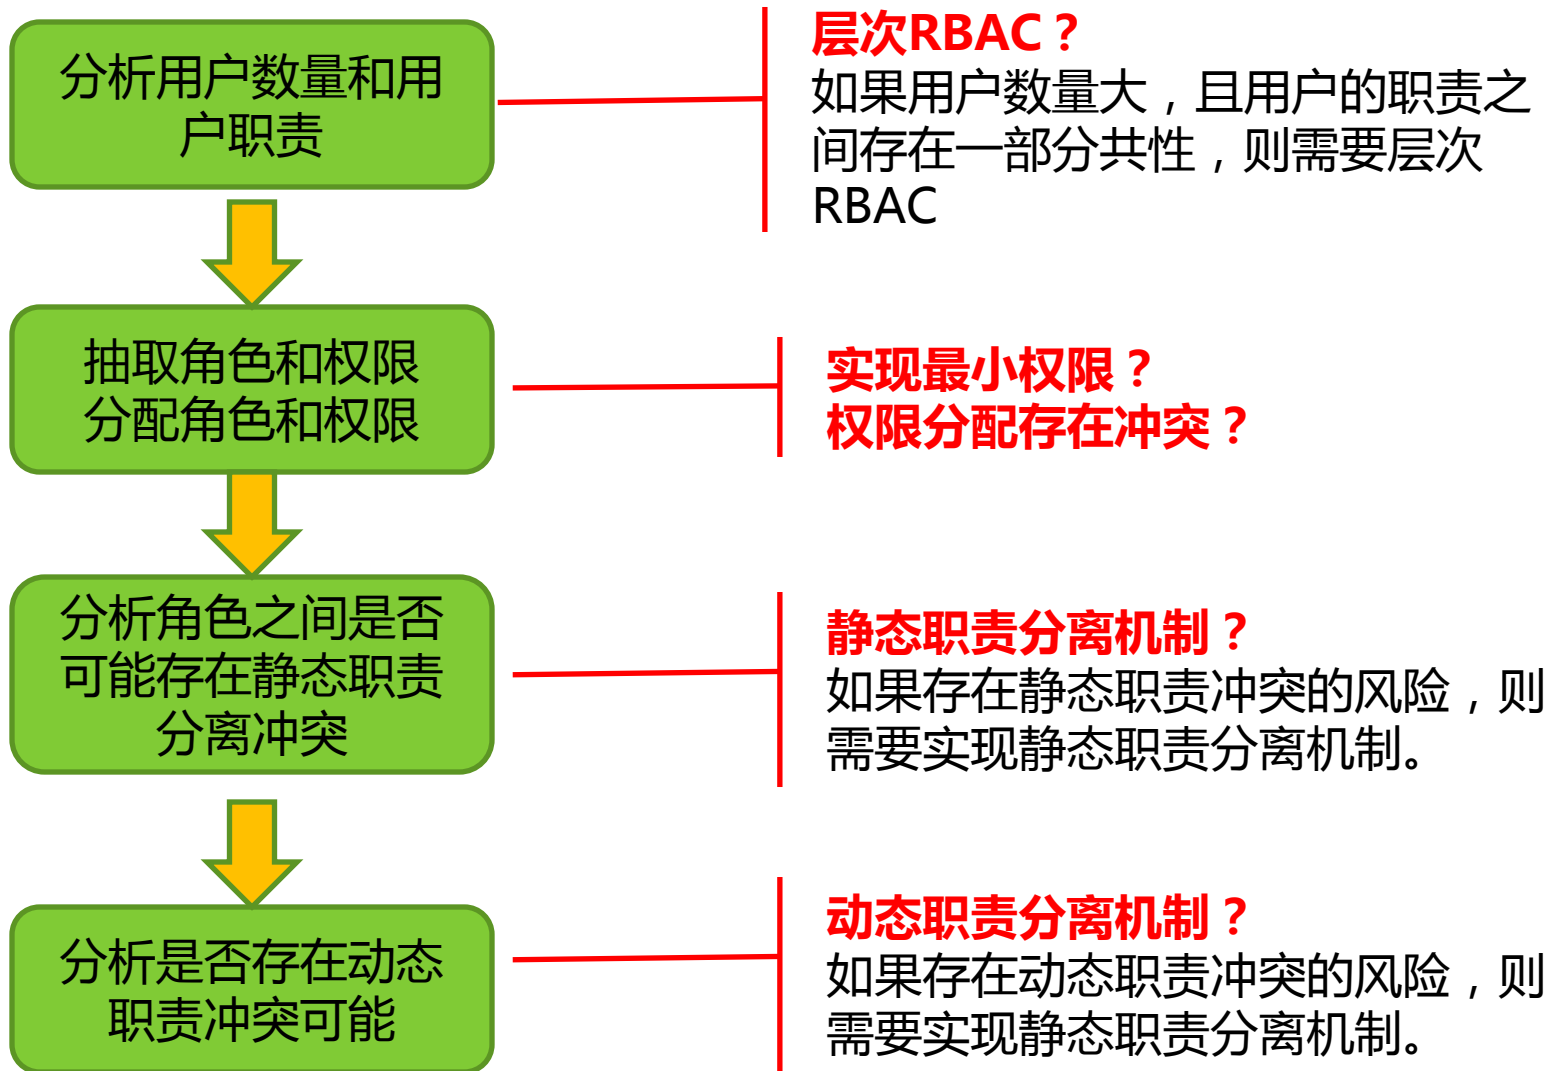 分析用户数量和用
户职责
层次RBAC？
如果用户数量大，且用户的职责之
间存在一部分共性，则需要层次
RBAC
抽取角色和权限
分配角色和权限
实现最小权限？
权限分配存在冲突？
分析角色之间是否
可能存在静态职责
分离冲突
静态职责分离机制？
如果存在静态职责冲突的风险，则
需要实现静态职责分离机制。
分析是否存在动态
职责冲突可能
动态职责分离机制？
如果存在动态职责冲突的风险，则
需要实现静态职责分离机制。